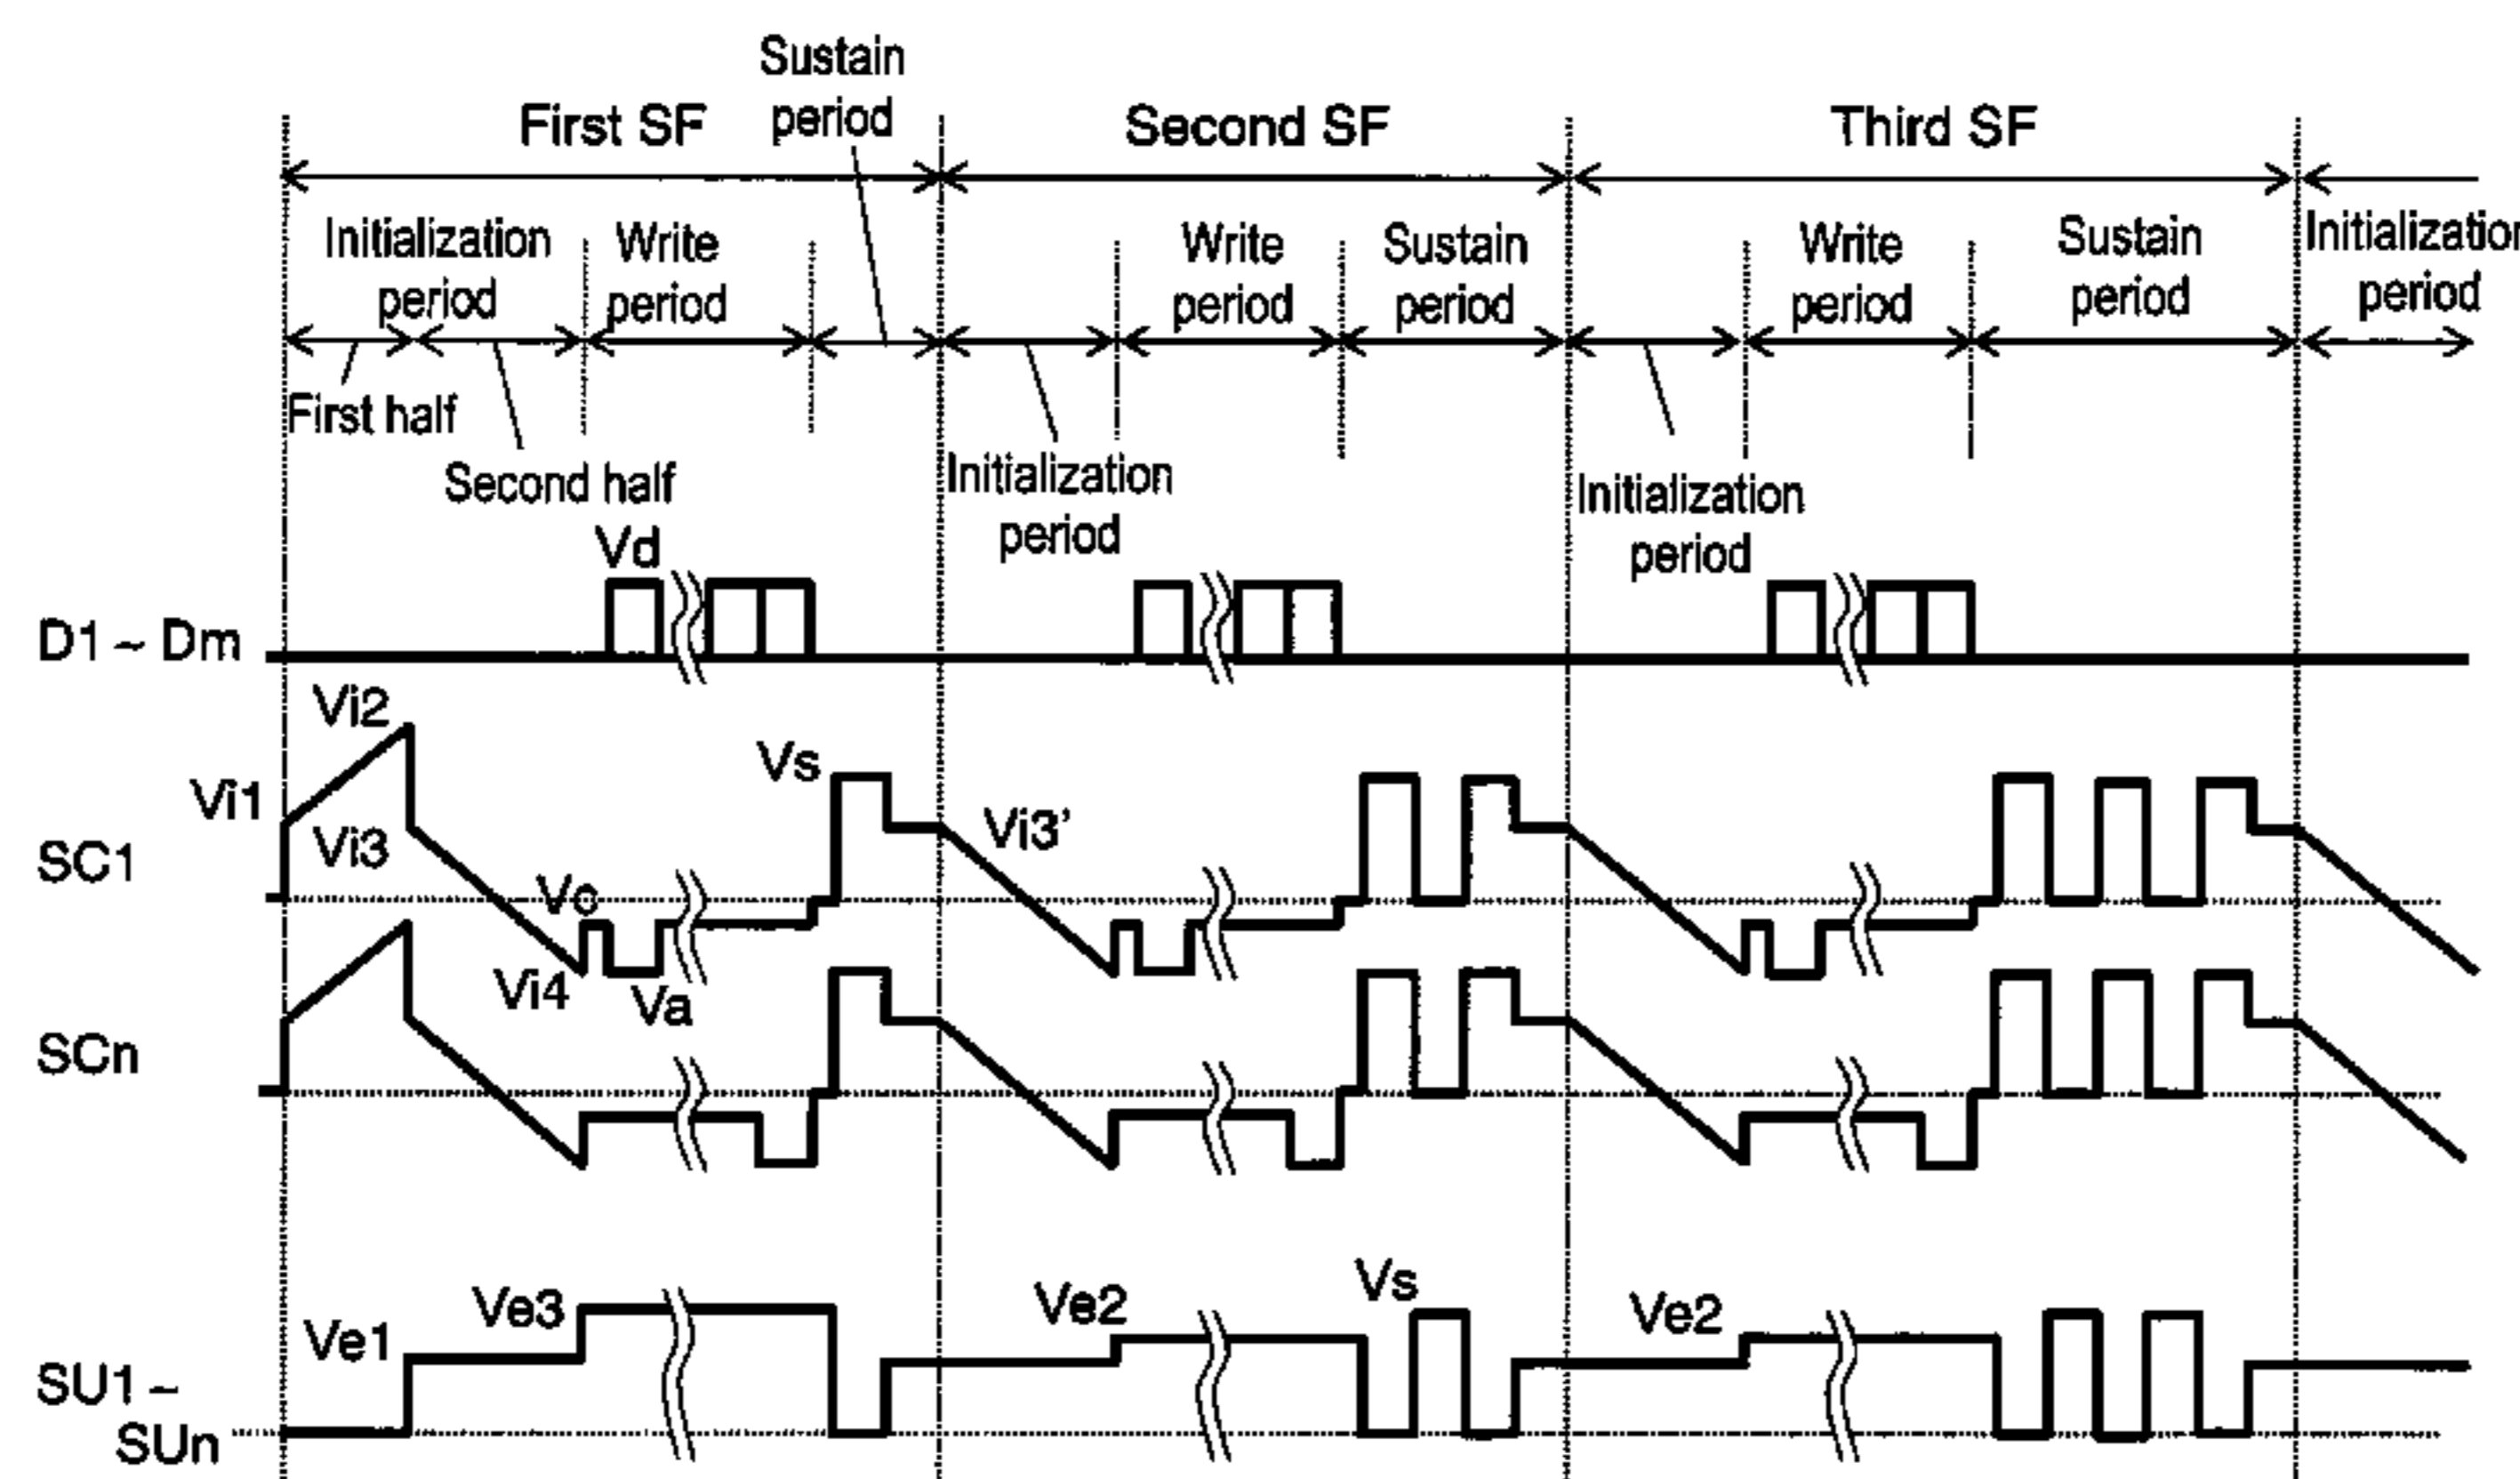 Sustain
period
First SF
Second SF
Third SF
Initialization
period
Write
period
Write
period
Sustain
period
Write
period
Sustain
period
Initialization
period
First half
Second half
Initialization
period
Initialization
period
Vd
D1 ~ Dm
Vi2
Vi1
Vi3
Vs
Vi3'
SC1
Vc
Vi4
Va
SCn
Ve3
Ve1
Ve2
Vs
Ve2
SU1 ~
SUn